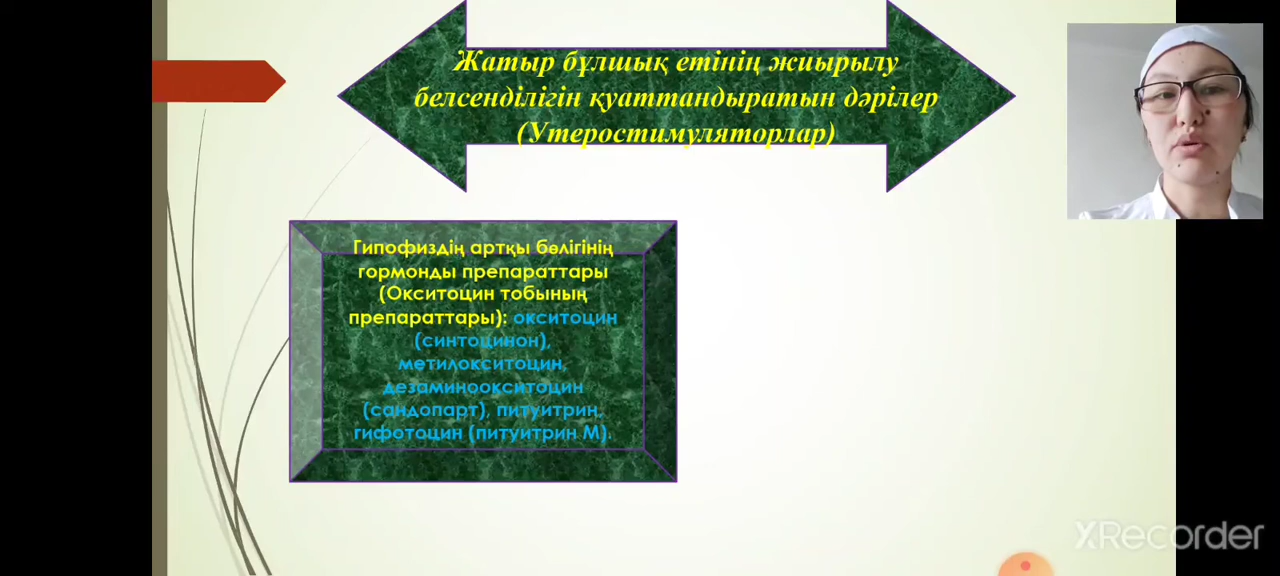 Жатыр бұлшық етінің жиырылу
белсенділігін қуаттандыратын дәрілер
(Утеростимуляторлар)
Гипофиздің артқы бөлігінің
гормонды препараттары
(Окситоцин тобының
препараттары): окситоцин
(синтоцинон),
метилокситоцин,
дезаминоокситоцин
(сандопарт), питуитрин,
гифотоцин (питуитрин М).
XRecorder